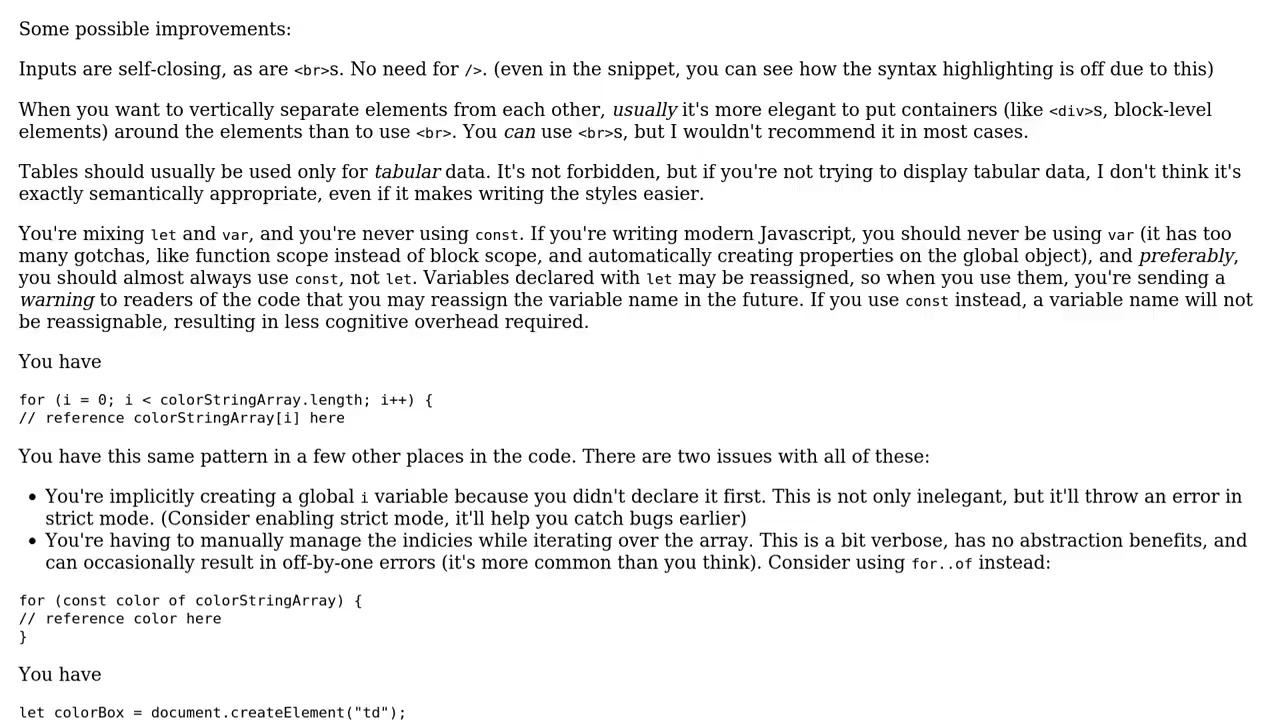 Some possible improvements:
Inputs are self-closing, as are <br>s. No need for />. (even in the snippet, you can see how the syntax highlighting is off due to this)
When you want to vertically separate elements from each other, usually it's more elegant to put containers (like <div>s, block-level
elements) around the elements than to use <br>. You can use <br>s, but I wouldn't recommend it in most cases.
Tables should usually be used only for tabular data. It's not forbidden, but if you're not trying to display tabular data, I don't think it's
exactly semantically appropriate, even if it makes writing the styles easier.
You're mixing let and var, and you're never using const. If you're writing modern Javascript, you should never be using var (it has too
many gotchas, like function scope instead of block scope, and automatically creating properties on the global object), and preferably,
you should almost always use const, not let. Variables declared with let may be reassigned, so when you use them, you're sending a
warning to readers of the code that you may reassign the variable name in the future. If you use const instead, a variable name will not
be reassignable, resulting in less cognitive overhead required.
You have
for (i = 0; i < colorStringArray.length; i++) {
// reference colorStringArray[i] here
You have this same pattern in a few other places in the code. There are two issues with all of these:
• You're implicitly creating a global i variable because you didn't declare it first. This is not only inelegant, but it'll throw an error in
strict mode. (Consider enabling strict mode, it'll help you catch bugs earlier)
• You're having to manually manage the indicies while iterating over the array. This is a bit verbose, has no abstraction benefits, and
can occasionally result in off-by-one errors (it's more common than you think). Consider using for..of instead:
for (const color of colorStringArray) {
// reference color here
}
You have
let colorBox = document.createElement("td");